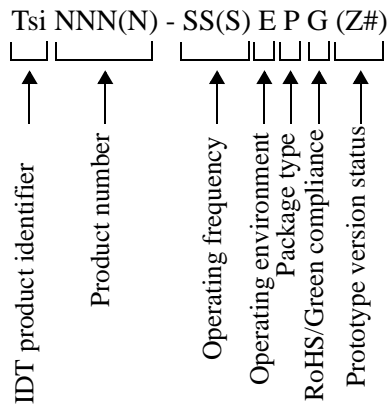 Tsi NNN(N) - SS(S) E P G (Z#)
IDT product identifier
Product number
Operating frequency
Operating environment
Package type
RoHS/Green compliance
Prototype version status